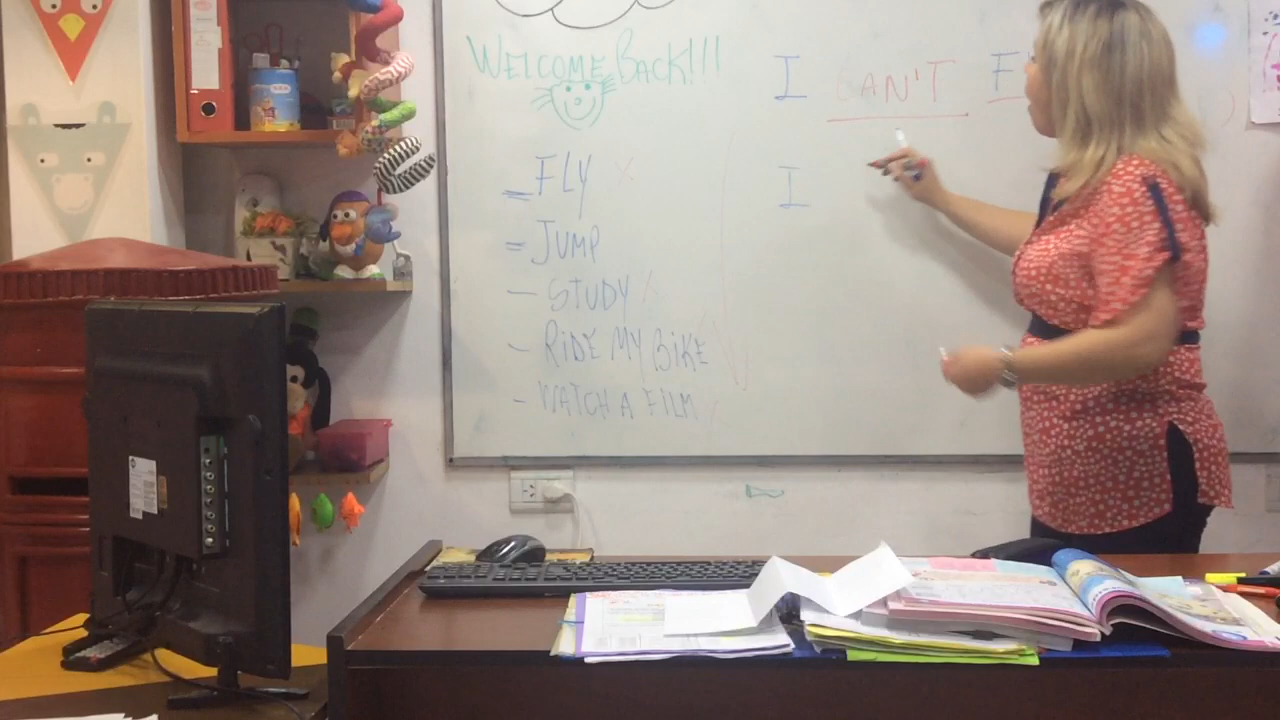 WELCOME BACK!!!
I CAN'T F
= FLY x
= JUMP
- STUDY
- RIDE MY BIKE
- WATCH A FILM
I